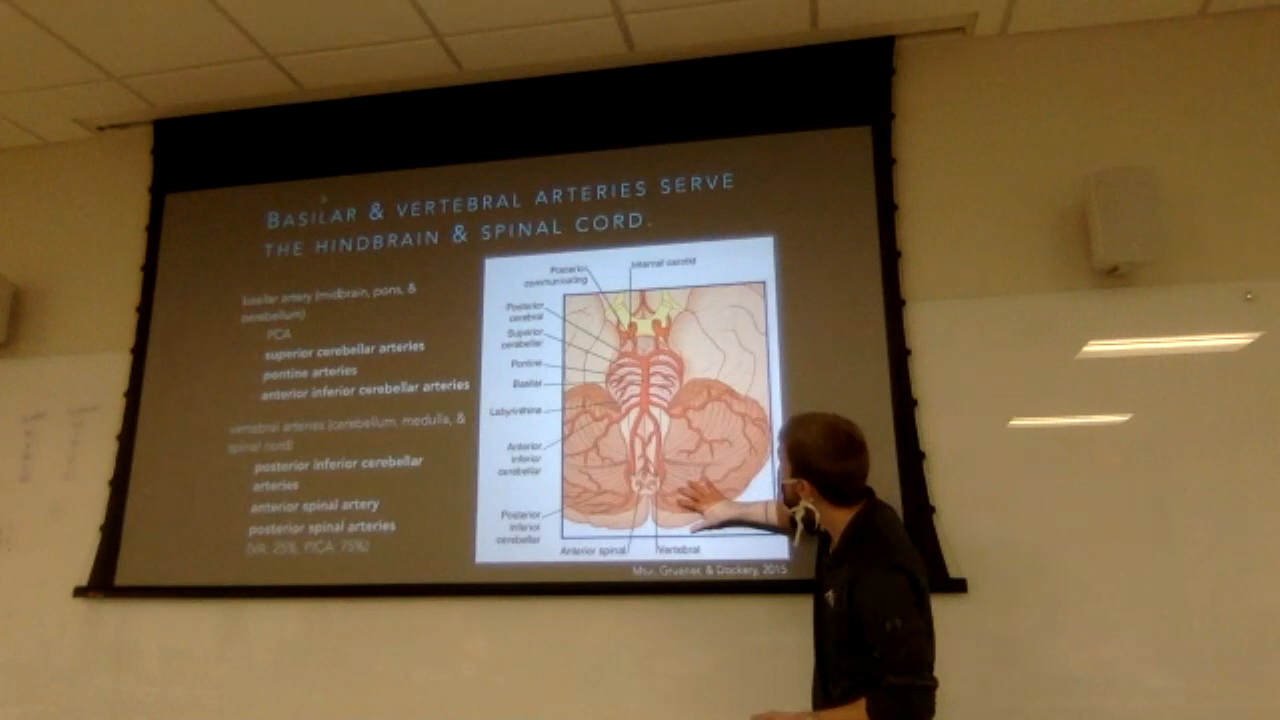 BASILAR & VERTEBRAL ARTERIES SERVE
THE HINDBRAIN & SPINAL CORD.
basilar artery (midbrain, pons, &
cerebellum)
PCA
superior cerebellar arteries
pontine arteries
anterior inferior cerebellar arteries
vertebral arteries (cerebellum, medulla, &
spinal cord)
posterior inferior cerebellar
arteries
anterior spinal artery
posterior spinal arteries
(VA: 25%, PICA: 75%)
Posterior
communicating
Internal carotid
Posterior
cerebral
Superior
cerebellar
Pontine
Basilar
Labyrinthine
Anterior
inferior
cerebellar
Posterior
inferior
cerebellar
Anterior spinal
Vertebral
Gruener, & Dockery, 2015